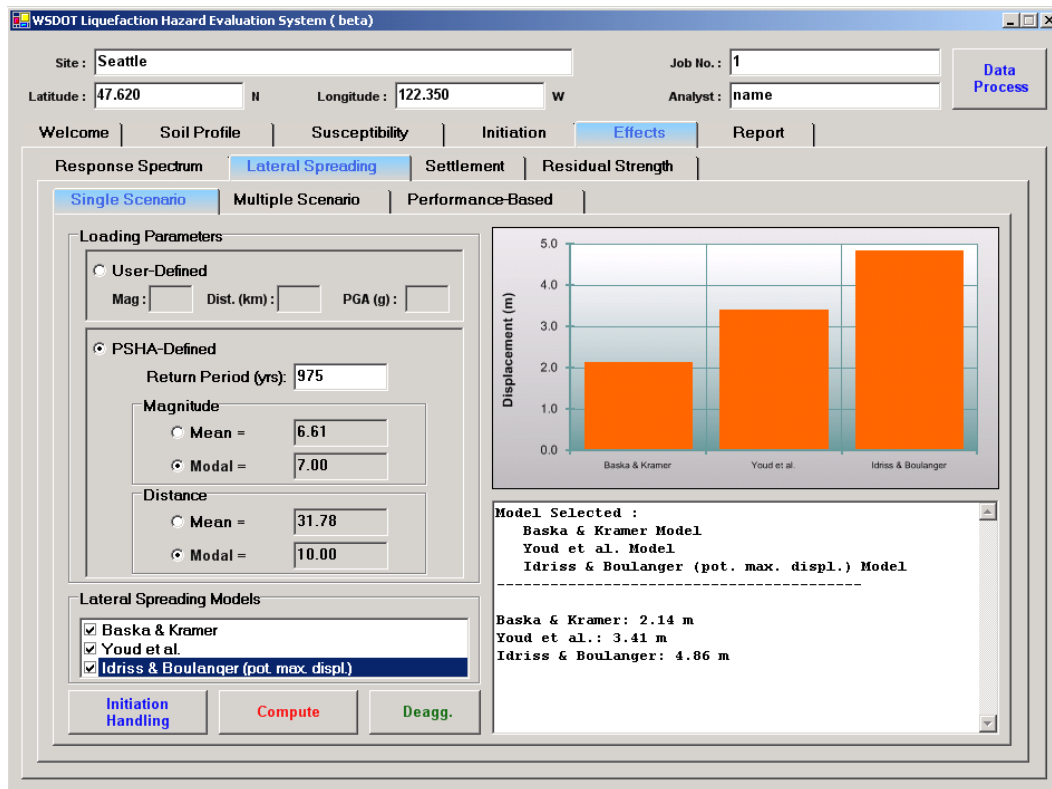 WSDOT Liquefaction Hazard Evaluation System ( beta)
Site : Seattle Job No. : 1
Data Process
Latitude : 47.620 N Longitude : 122.350 W Analyst : name
Welcome Soil Profile Susceptibility Initiation Effects Report
Response Spectrum Lateral Spreading Settlement Residual Strength
Single Scenario Multiple Scenario Performance-Based
Loading Parameters
User-Defined
Mag : Dist. (km) : PGA (g) :
PSHA-Defined
Return Period (yrs): 975
Magnitude
Mean = 6.61
Modal = 7.00
Distance
Mean = 31.78
Modal = 10.00
Lateral Spreading Models
Baska & Kramer
Youd et al.
Idriss & Boulanger (pot. max. displ.)
Initiation Handling
Compute
Deagg.
Displacement (m)
5.0
4.0
3.0
2.0
1.0
0.0
Baska & Kramer Youd et al. Idriss & Boulanger
Model Selected :
Baska & Kramer Model
Youd et al. Model
Idriss & Boulanger (pot. max. displ.) Model
-----------------------------------------
Baska & Kramer: 2.14 m
Youd et al.: 3.41 m
Idriss & Boulanger: 4.86 m